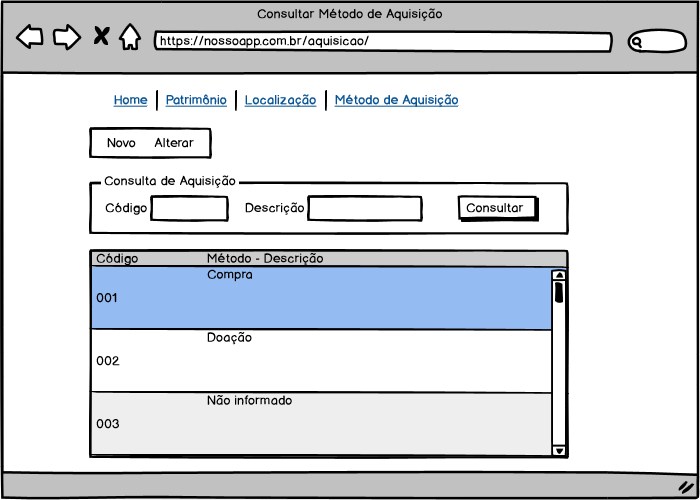 Consultar Método de Aquisição
https://nossoapp.com.br/aquisicao/
Home Patrimônio Localização Método de Aquisição
Novo Alterar
Consulta de Aquisição
Código Descrição Consultar
Código Método - Descrição
Compra
001
Doação
002
Não informado
003